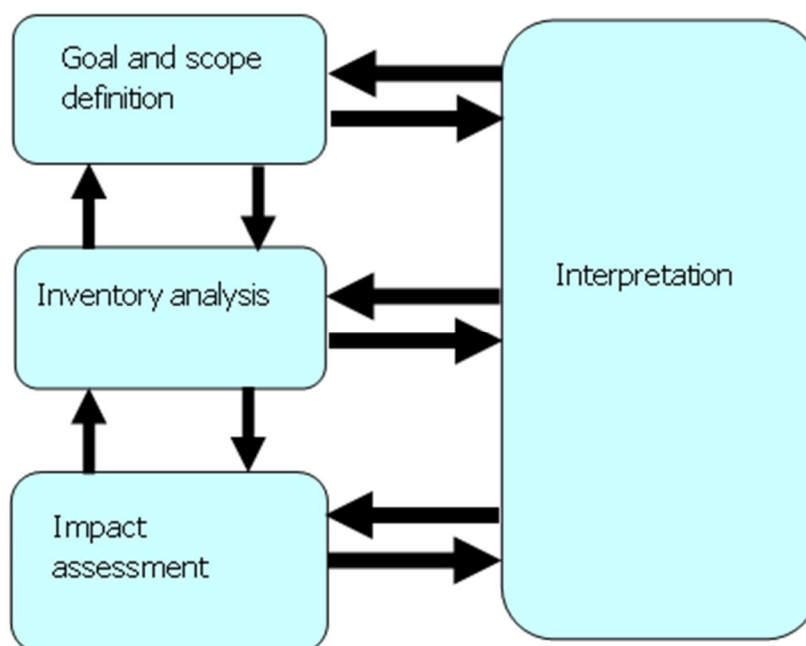 Goal and scope
definition
Inventory analysis
Interpretation
Impact
assessment